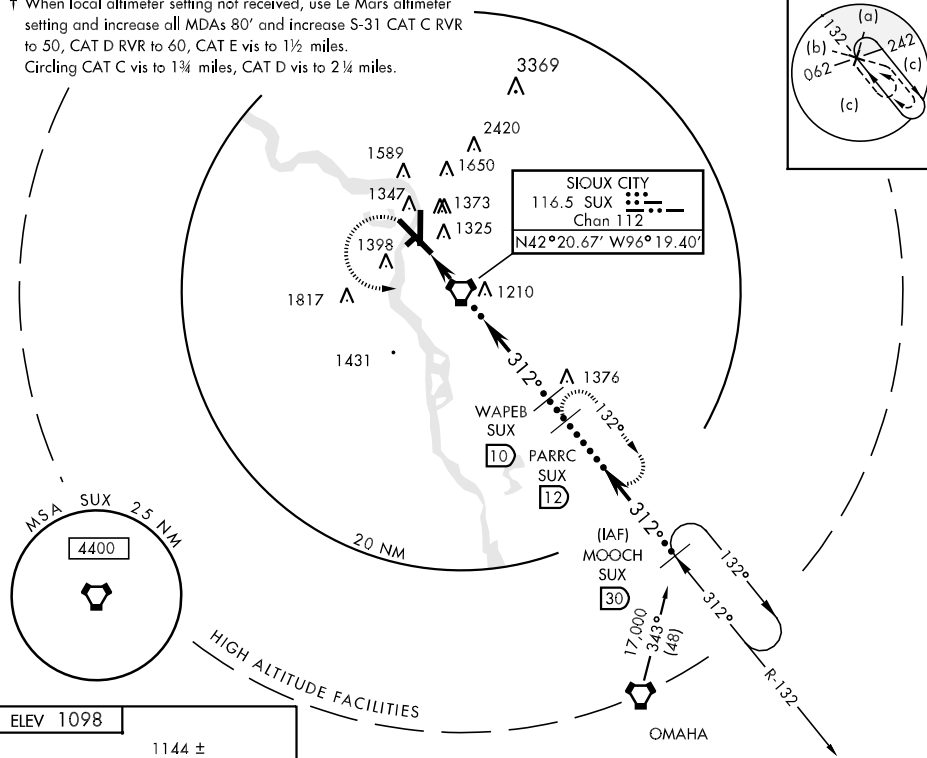 † When local altimeter setting not received, use Le Mars altimeter
setting and increase all MDAs 80' and increase S-31 CAT C RVR
to 50, CAT D RVR to 60, CAT E vis to 1½ miles.
Circling CAT C vis to 1¾ miles, CAT D vis to 2¼ miles.
(a)
132
(b)
242
062
(c)
(c)
3369
2420
1589
1650
1347
1373
1325
1398
1817
1210
1431
1376
SIOUX CITY
116.5 SUX
Chan 112
N42°20.67' W96°19.40'
312°
WAPEB
SUX
10
132°
PARRC
SUX
12
312°
(IAF)
MOOCH
SUX
30
132°
312°
R-132
17,000
343°
(48)
OMAHA
20 NM
MSA SUX 25 NM
4400
HIGH ALTITUDE FACILITIES
ELEV 1098
1144 ±